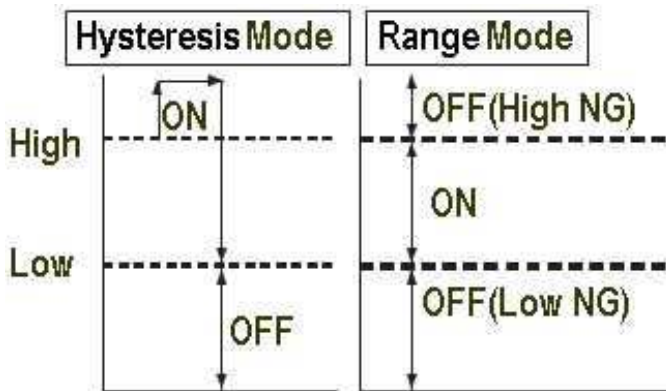 Hysteresis Mode
Range Mode
High
Low
ON
OFF
OFF(High NG)
ON
OFF(Low NG)